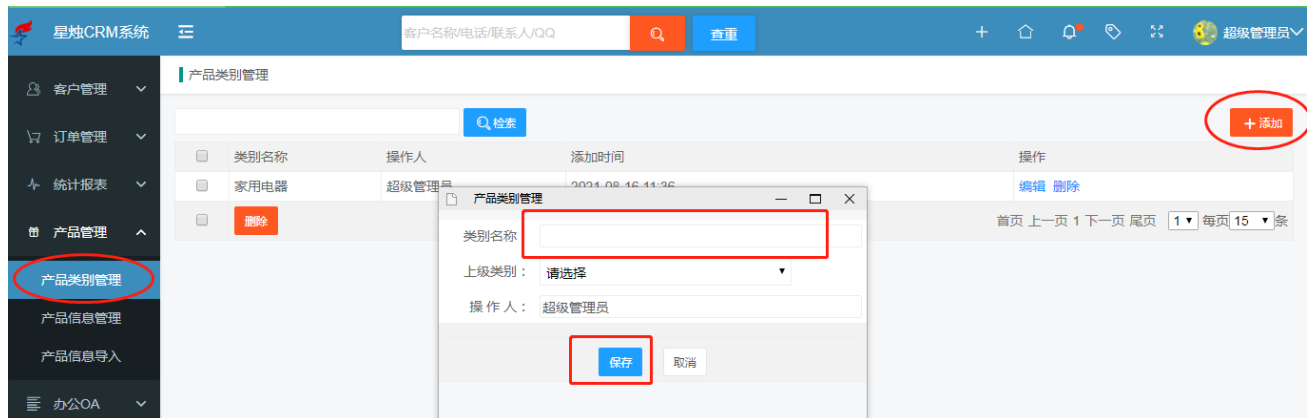 星烛CRM系统
客户名称/电话/联系人/QQ
查重
超级管理员
客户管理
订单管理
统计报表
产品管理
产品类别管理
产品信息管理
产品信息导入
办公OA
产品类别管理
检索
添加
类别名称 操作人 添加时间 操作
家用电器 超级管理员 2021-08-16 11:36 编辑 删除
删除
首页 上一页 1 下一页 尾页 1 每页 15 条
产品类别管理
类别名称
上级类别： 请选择
操 作 人： 超级管理员
保存 取消